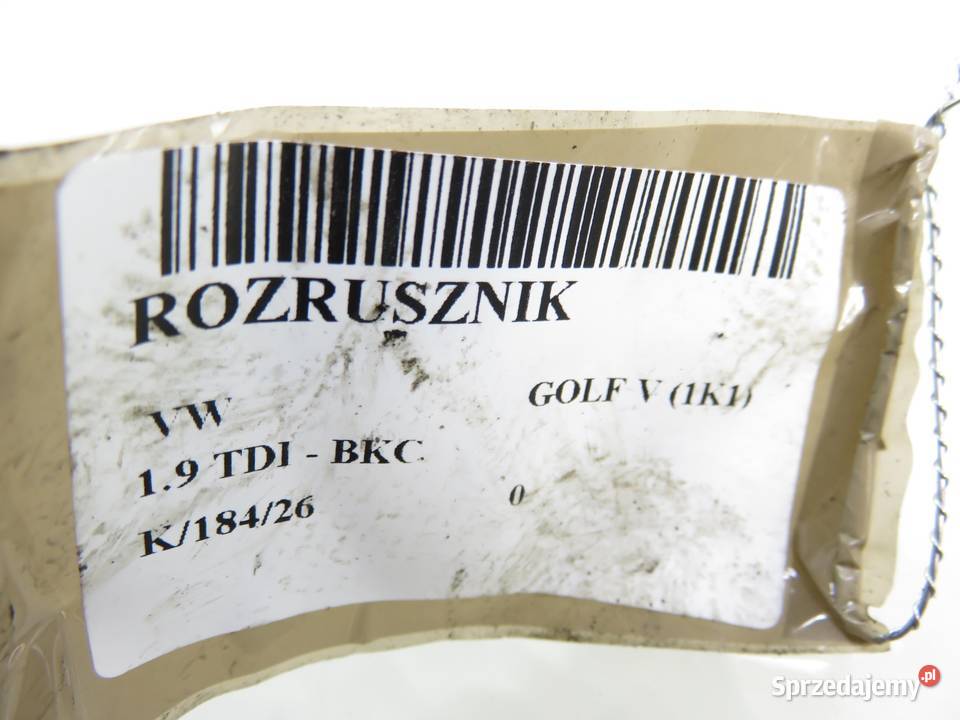 ROZRUSZNIK
VW GOLF V (1K1)
1.9 TDI - BKC
K/184/26 0
Sprzedajemy.pl